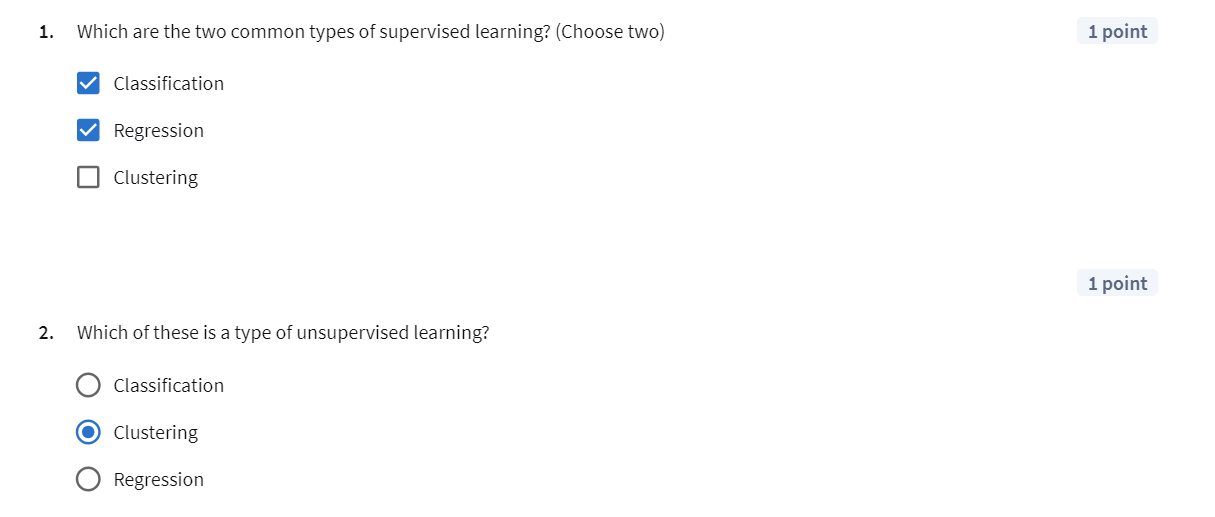 1. Which are the two common types of supervised learning? (Choose two)
1 point
Classification
Regression
Clustering
1 point
2. Which of these is a type of unsupervised learning?
Classification
Clustering
Regression